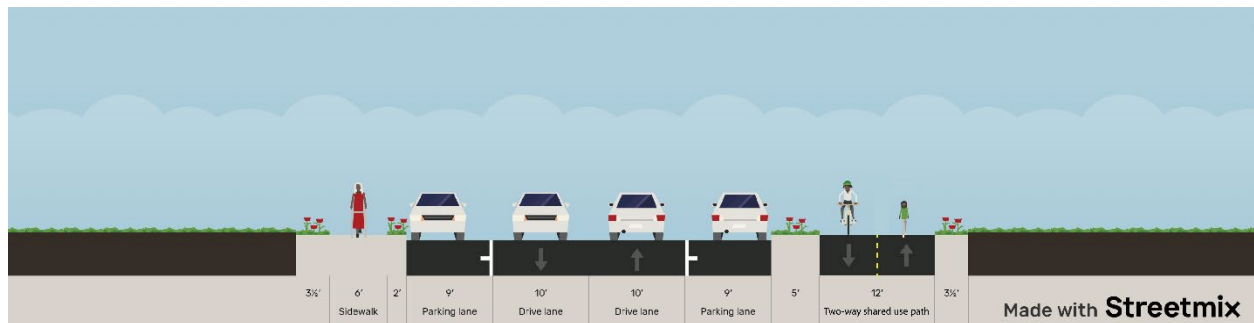 3½' 6' 2' 9' 10' 10' 9' 5' 12' 3½'
Sidewalk Parking lane Drive lane Drive lane Parking lane Two-way shared use path
Made with Streetmix